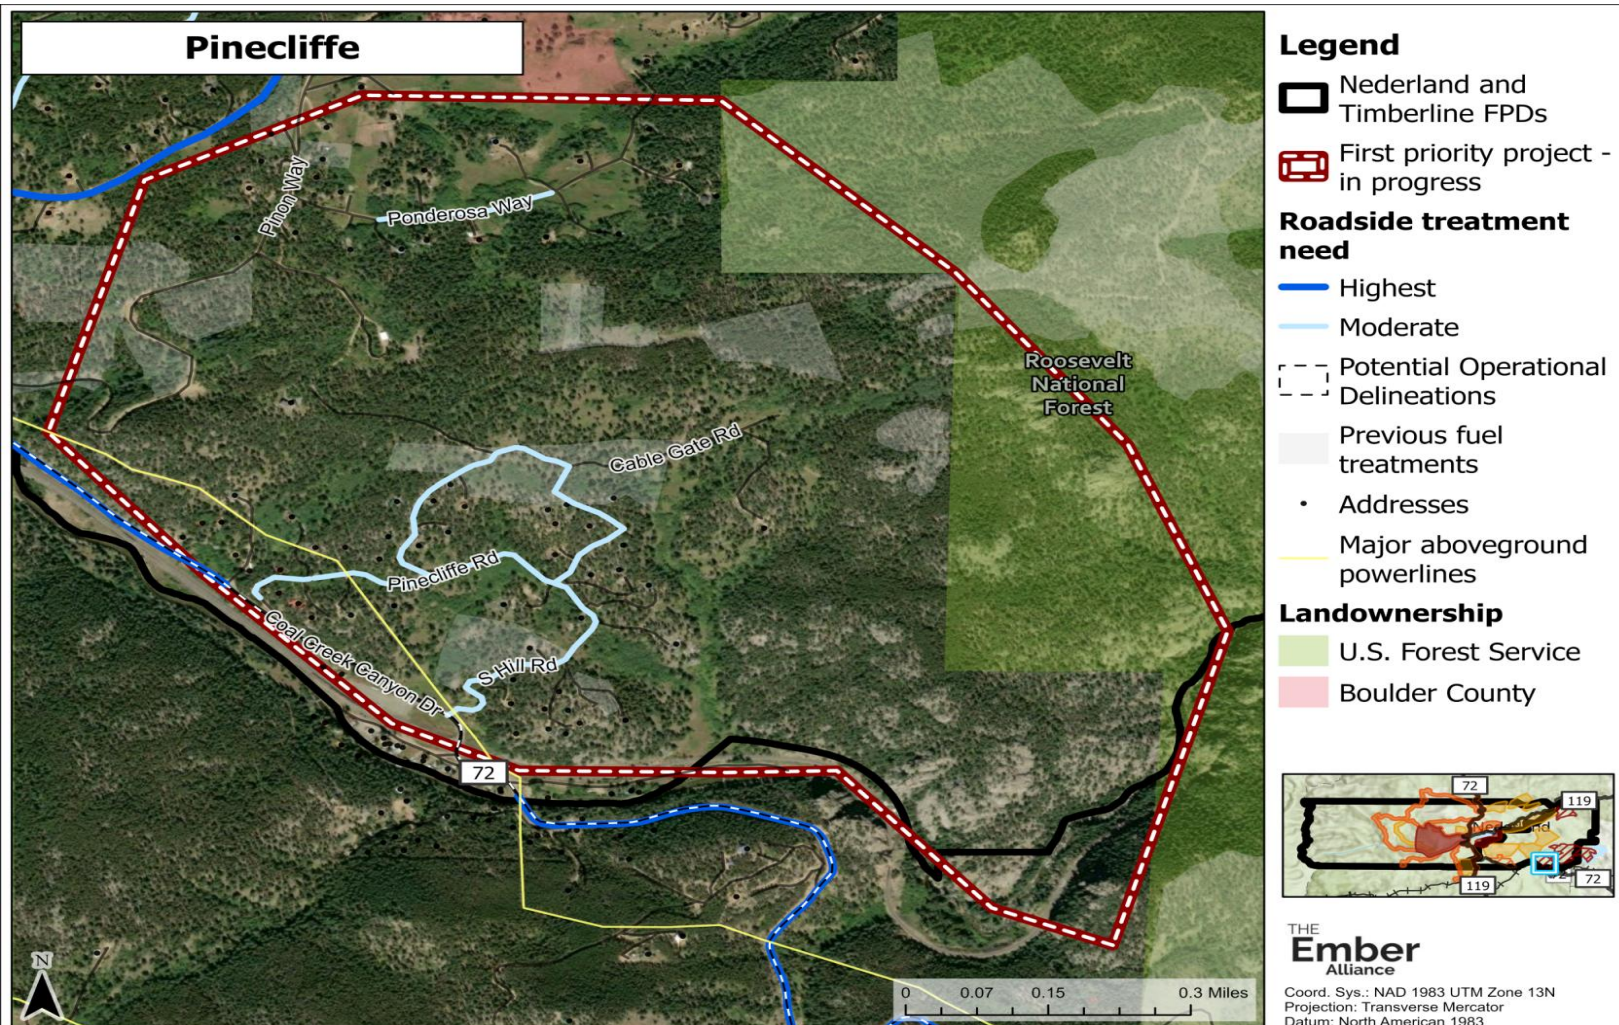 Pinecliffe
Pinon Way
Ponderosa Way
Roosevelt
National
Forest
Cable Gate Rd
Pinecliffe Rd
Coal Creek Canyon Dr
S Hill Rd
72
N
0 0.07 0.15 0.3 Miles
Legend
Nederland and
Timberline FPDs
First priority project -
in progress
Roadside treatment
need
Highest
Moderate
Potential Operational
Delineations
Previous fuel
treatments
Addresses
Major aboveground
powerlines
Landownership
U.S. Forest Service
Boulder County
72
119
Nederland
119
72
72
THE
Ember
Alliance
Coord. Sys.: NAD 1983 UTM Zone 13N
Projection: Transverse Mercator
Datum: North American 1983